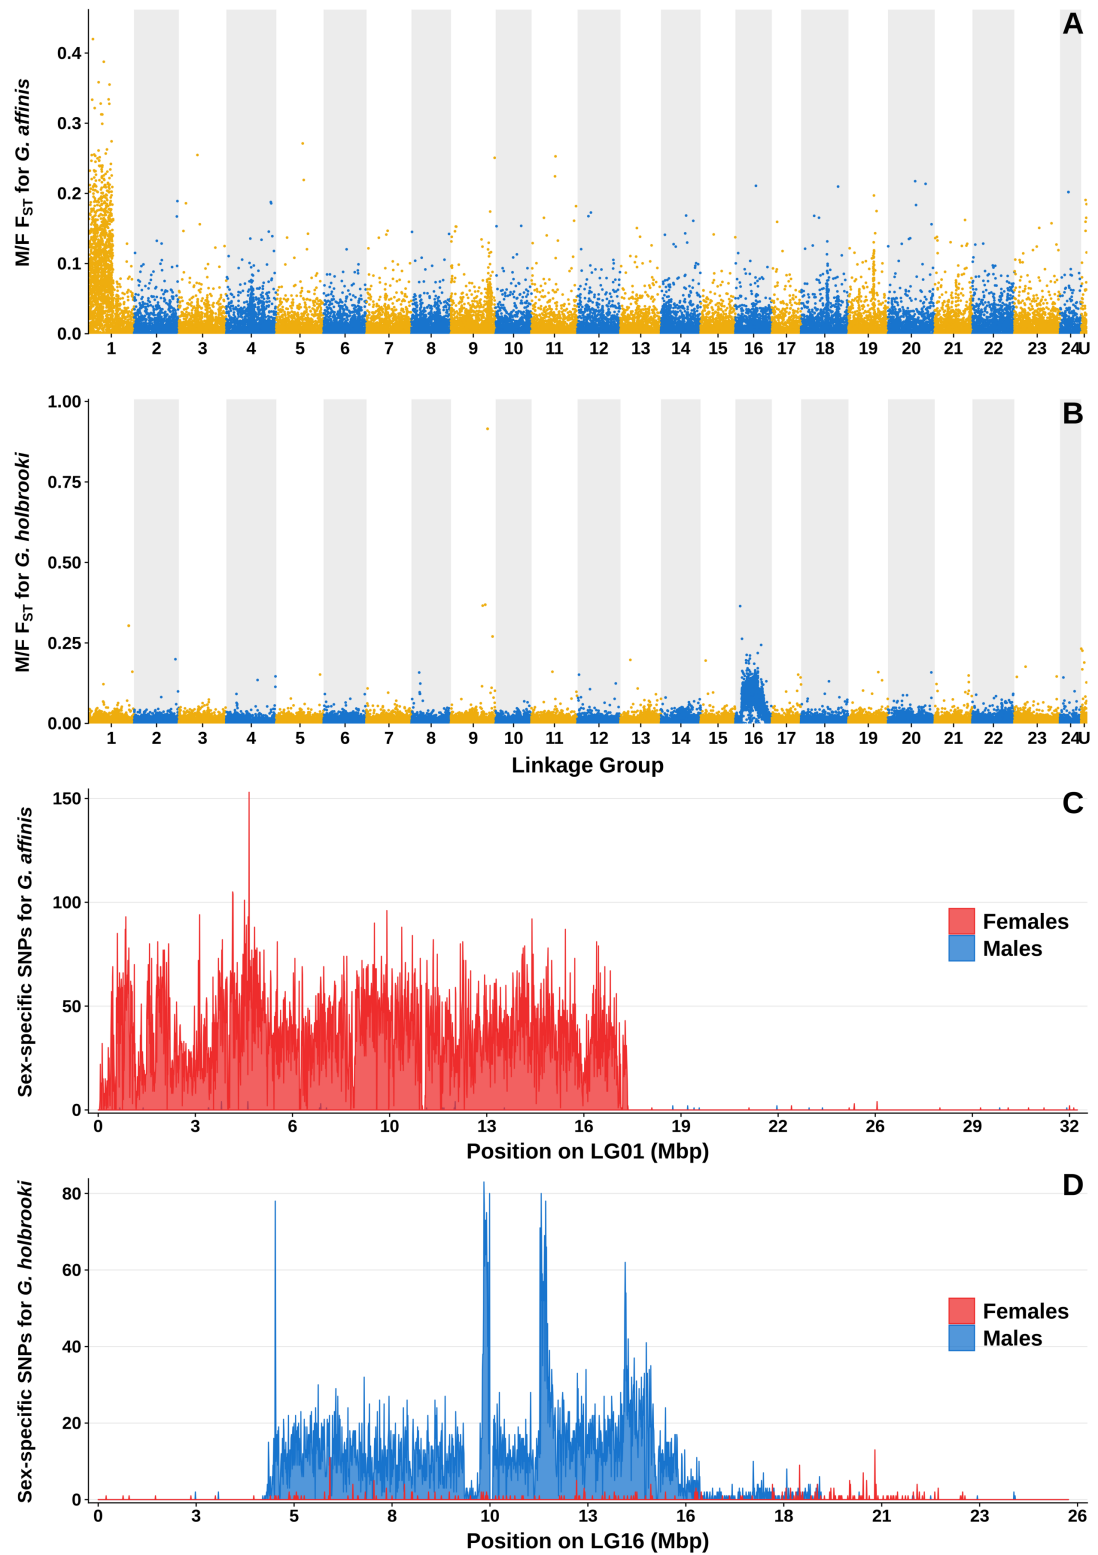 A
M/F FST for G. affinis
0.4
0.3
0.2
0.1
0.0
1 2 3 4 5 6 7 8 9 10 11 12 13 14 15 16 17 18 19 20 21 22 23 24 U
B
M/F FST for G. holbrooki
1.00
0.75
0.50
0.25
0.00
1 2 3 4 5 6 7 8 9 10 11 12 13 14 15 16 17 18 19 20 21 22 23 24 U
Linkage Group
C
Sex-specific SNPs for G. affinis
150
100
50
0
Females
Males
0 3 6 10 13 16 19 22 26 29 32
Position on LG01 (Mbp)
D
Sex-specific SNPs for G. holbrooki
80
60
40
20
0
Females
Males
0 3 5 8 10 13 16 18 21 23 26
Position on LG16 (Mbp)